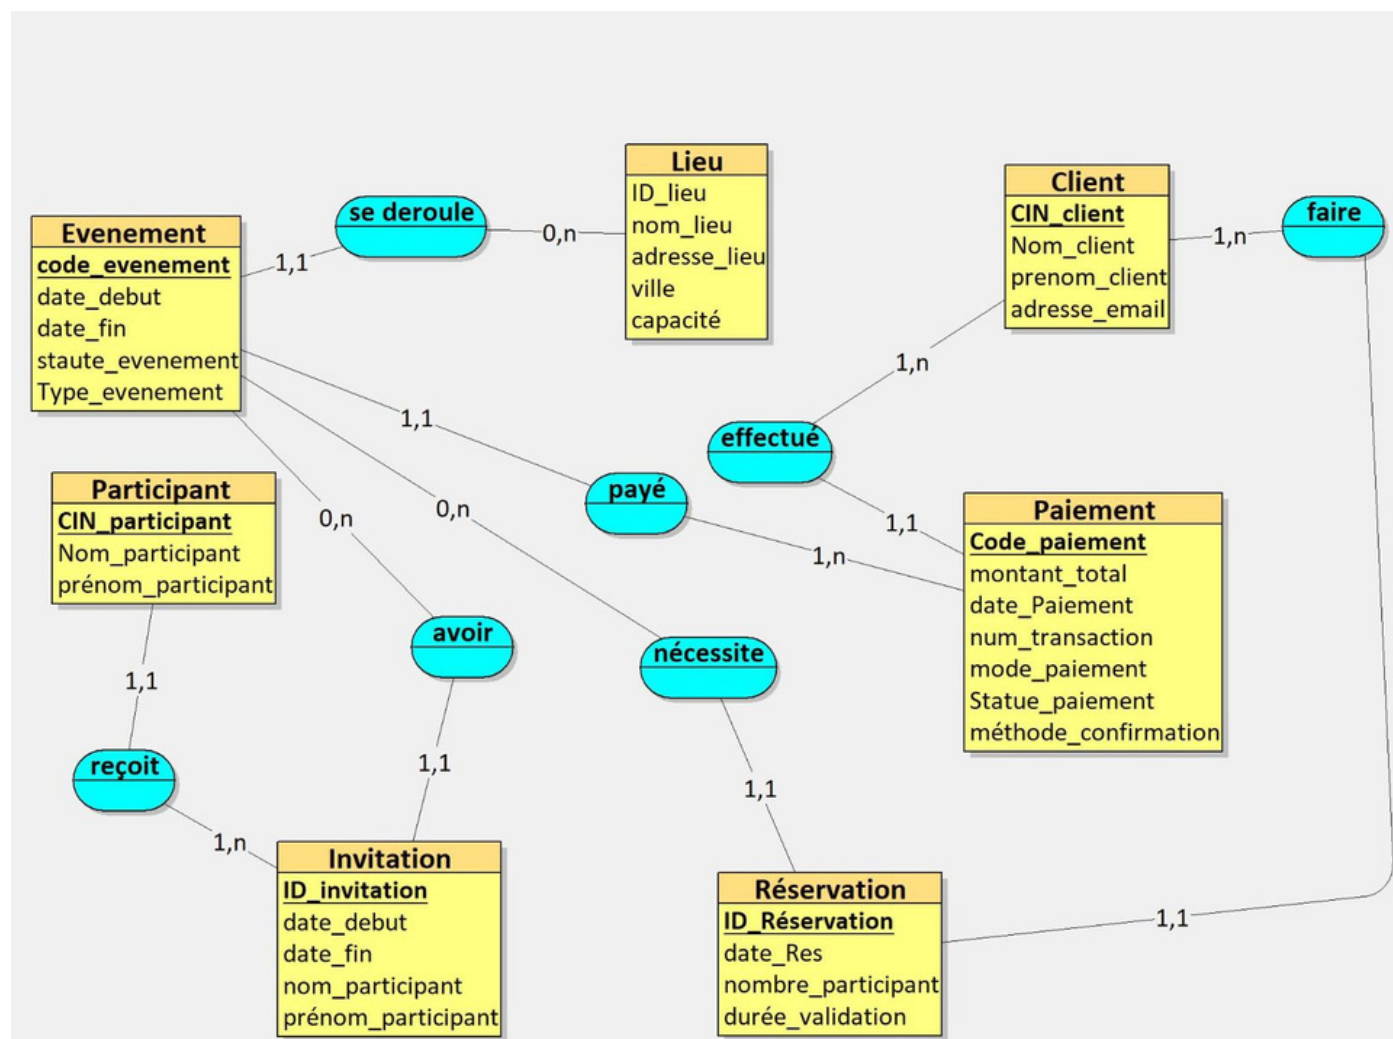 Lieu
ID_lieu
nom_lieu
adresse_lieu
ville
capacité
Client
CIN_client
Nom_client
prenom_client
adresse_email
faire
1,n
se deroule
0,n
1,1
Evenement
code_evenement
date_debut
date_fin
staute_evenement
Type_evenement
1,n
effectué
1,1
1,1
payé
1,n
Participant
CIN_participant
Nom_participant
prénom_participant
0,n
0,n
Paiement
Code_paiement
montant_total
date_Paiement
num_transaction
mode_paiement
Statue_paiement
méthode_confirmation
avoir
nécessite
1,1
reçoit
1,1
1,1
1,n
Invitation
ID_invitation
date_debut
date_fin
nom_participant
prénom_participant
Réservation
ID_Réservation
date_Res
nombre_participant
durée_validation
1,1